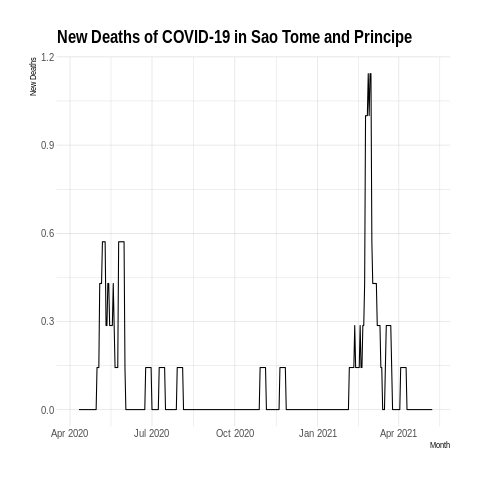 New Deaths of COVID-19 in Sao Tome and Principe
New Deaths
1.2
0.9
0.6
0.3
0.0
Apr 2020 Jul 2020 Oct 2020 Jan 2021 Apr 2021
Month